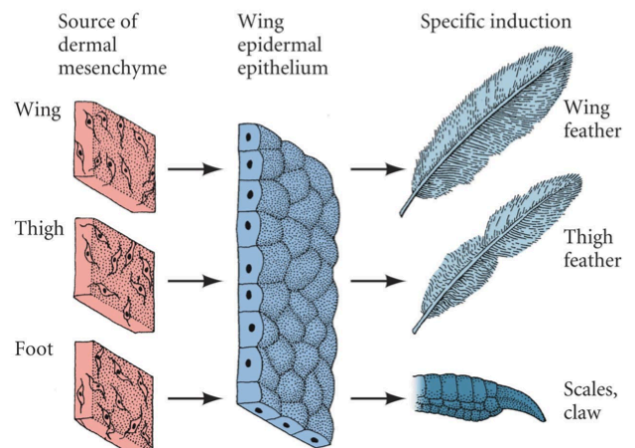 Source of
dermal
mesenchyme
Wing
epidermal
epithelium
Specific induction
Wing
Wing
feather
Thigh
Thigh
feather
Foot
Scales,
claw